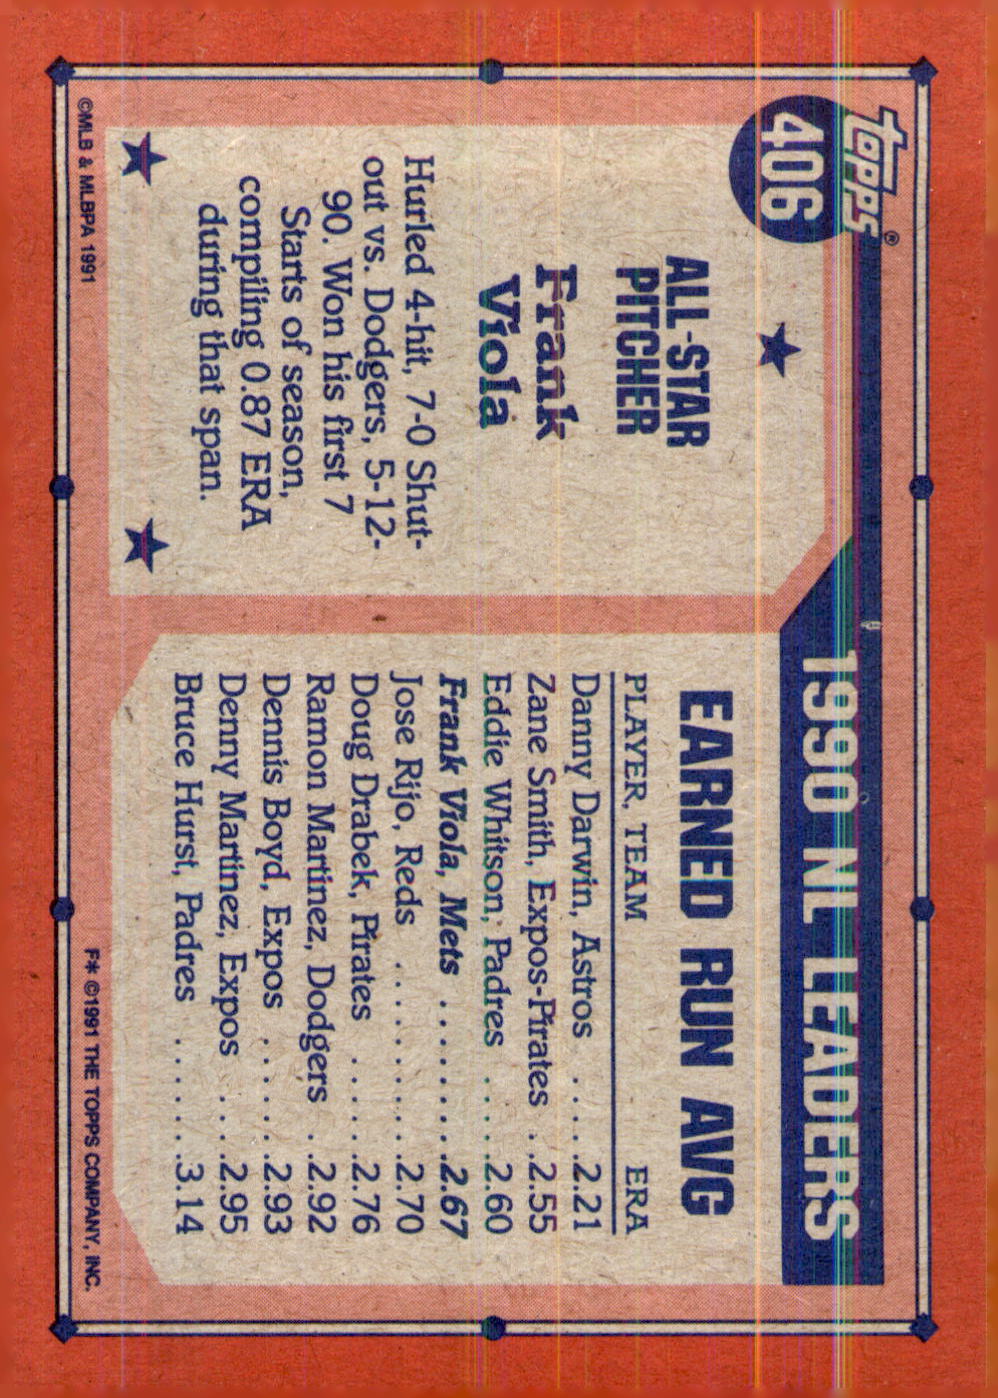 topps®
406
ALL-STAR
PITCHER
Frank
Viola
Hurled 4-hit, 7-0 Shut-
out vs. Dodgers, 5-12-
90. Won his first 7
Starts of season,
compiling 0.87 ERA
during that span.
©MLB & MLBPA 1991
1990 NL LEADERS
EARNED RUN AVG
PLAYER, TEAM ERA
Danny Darwin, Astros ....2.21
Zane Smith, Expos-Pirates ..2.55
Eddie Whitson, Padres .....2.60
Frank Viola, Mets .........2.67
Jose Rijo, Reds ..........2.70
Doug Drabek, Pirates ......2.76
Ramon Martinez, Dodgers ..2.92
Dennis Boyd, Expos ......2.93
Denny Martinez, Expos ....2.95
Bruce Hurst, Padres .......3.14
F* ©1991 THE TOPPS COMPANY, INC.